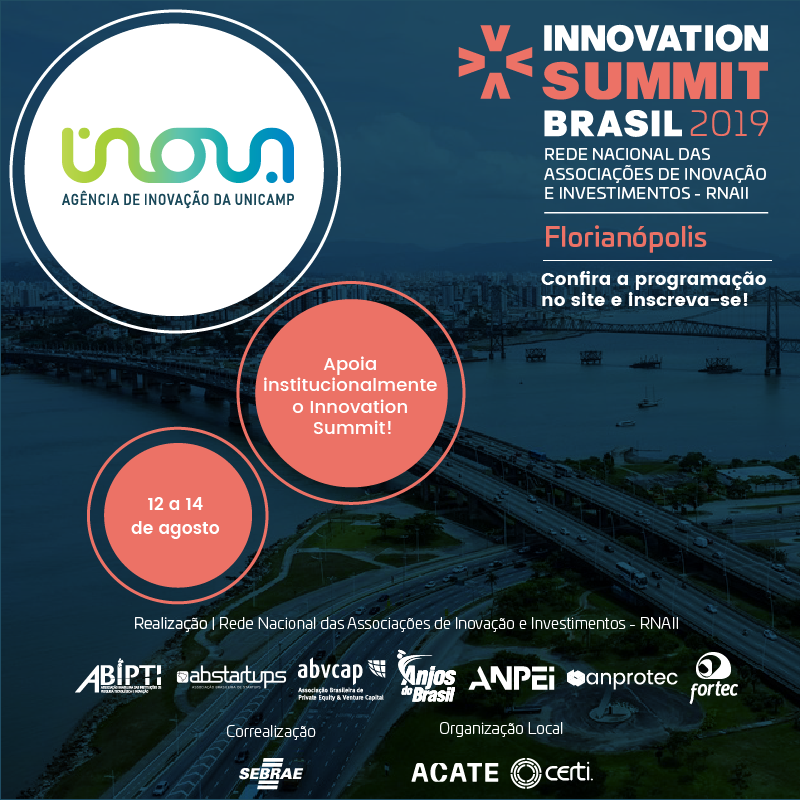 inova
AGÊNCIA DE INOVAÇÃO DA UNICAMP
INNOVATION
SUMMIT
BRASIL 2019
REDE NACIONAL DAS
ASSOCIAÇÕES DE INOVAÇÃO
E INVESTIMENTOS - RNAII
Florianópolis
Confira a programação
no site e inscreva-se!
Apoia
institucionalmente
o Innovation
Summit!
12 a 14
de agosto
Realização | Rede Nacional das Associações de Inovação e Investimentos - RNAII
ABIPTI
ASSOCIAÇÃO BRASILEIRA DAS INSTITUIÇÕES DE
PESQUISA TECNOLÓGICA E INOVAÇÃO
abstartups
ASSOCIAÇÃO BRASILEIRA DE STARTUPS
abvcap
Associação Brasileira de
Private Equity & Venture Capital
Anjos
do Brasil
ANPEI
anprotec
fortec
Correalização
SEBRAE
Organização Local
ACATE
certi.